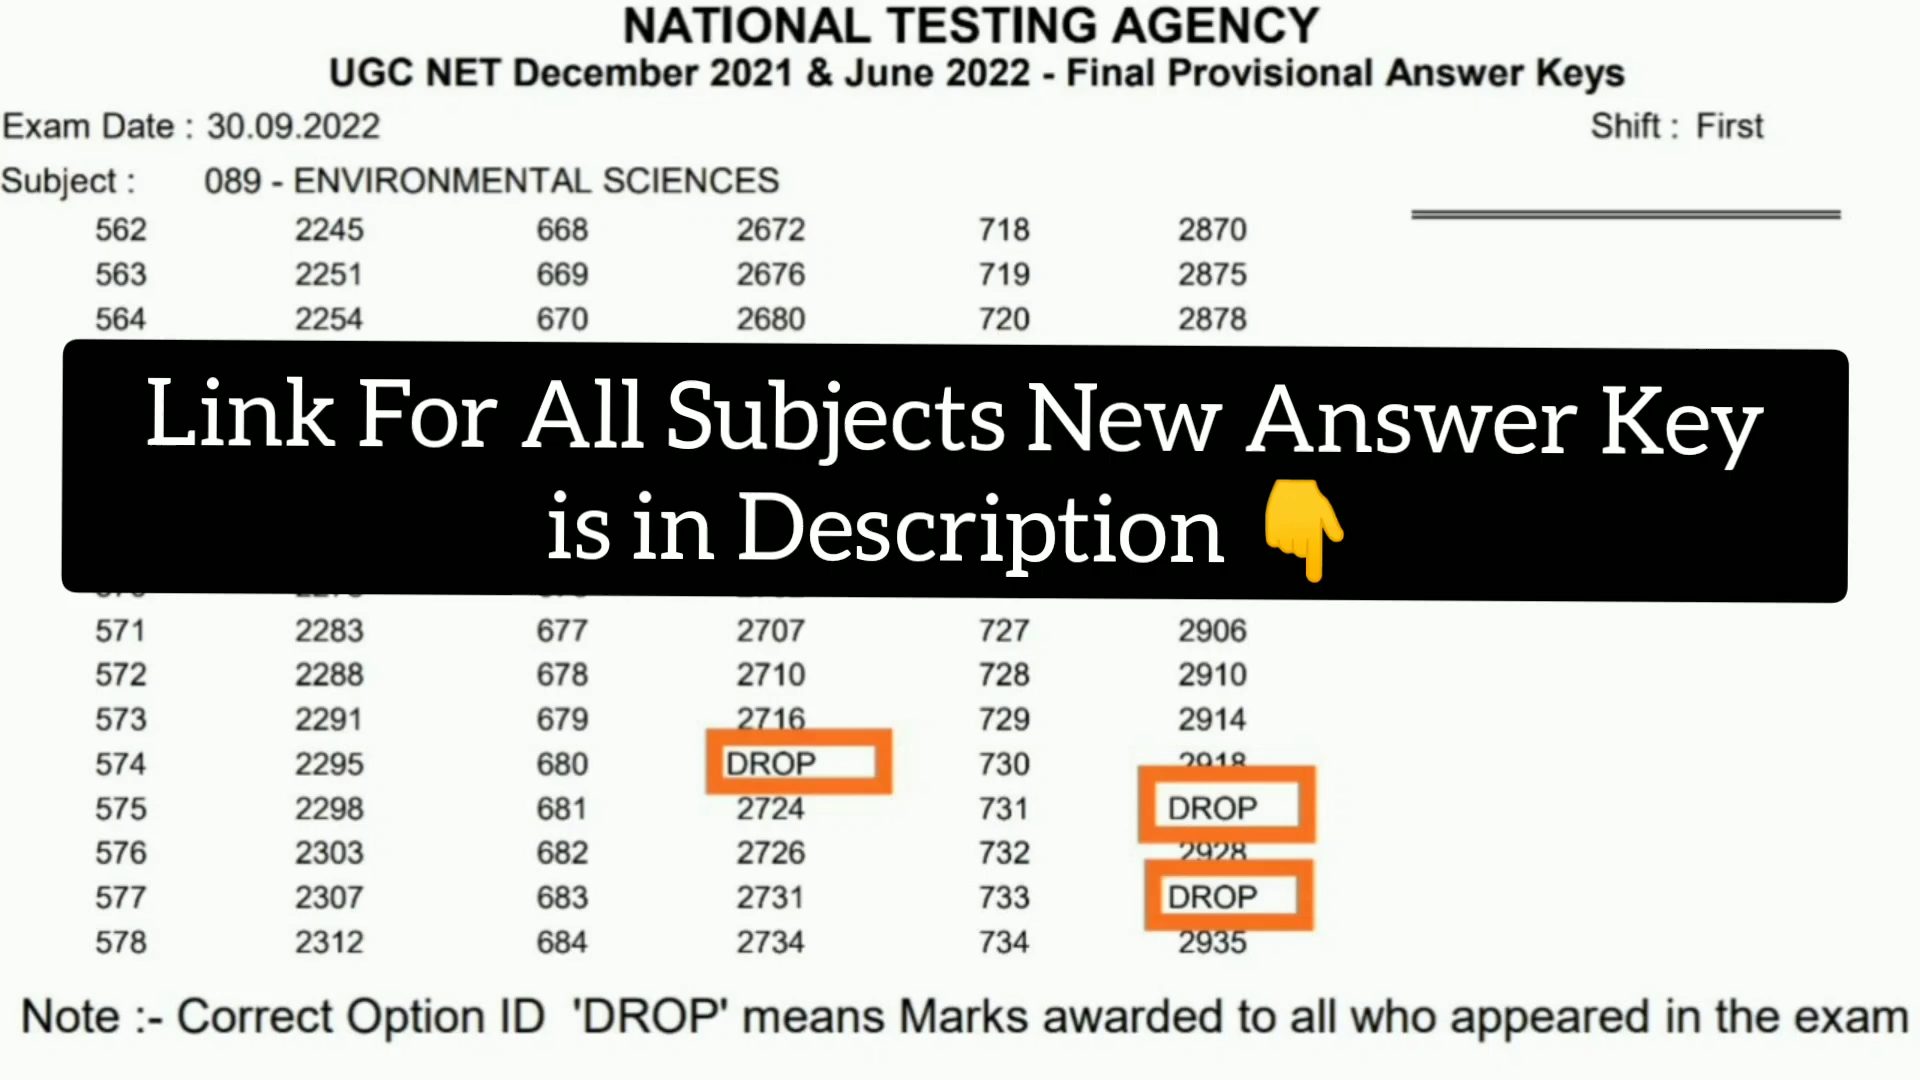 NATIONAL TESTING AGENCY
UGC NET December 2021 & June 2022 - Final Provisional Answer Keys
Exam Date : 30.09.2022 Shift : First
Subject : 089 - ENVIRONMENTAL SCIENCES
562 2245 668 2672 718 2870
563 2251 669 2676 719 2875
564 2254 670 2680 720 2878
Link For All Subjects New Answer Key
is in Description 👇
571 2283 677 2707 727 2906
572 2288 678 2710 728 2910
573 2291 679 2716 729 2914
574 2295 680 DROP 730 2918
575 2298 681 2724 731 DROP
576 2303 682 2726 732 2928
577 2307 683 2731 733 DROP
578 2312 684 2734 734 2935
Note :- Correct Option ID 'DROP' means Marks awarded to all who appeared in the exam